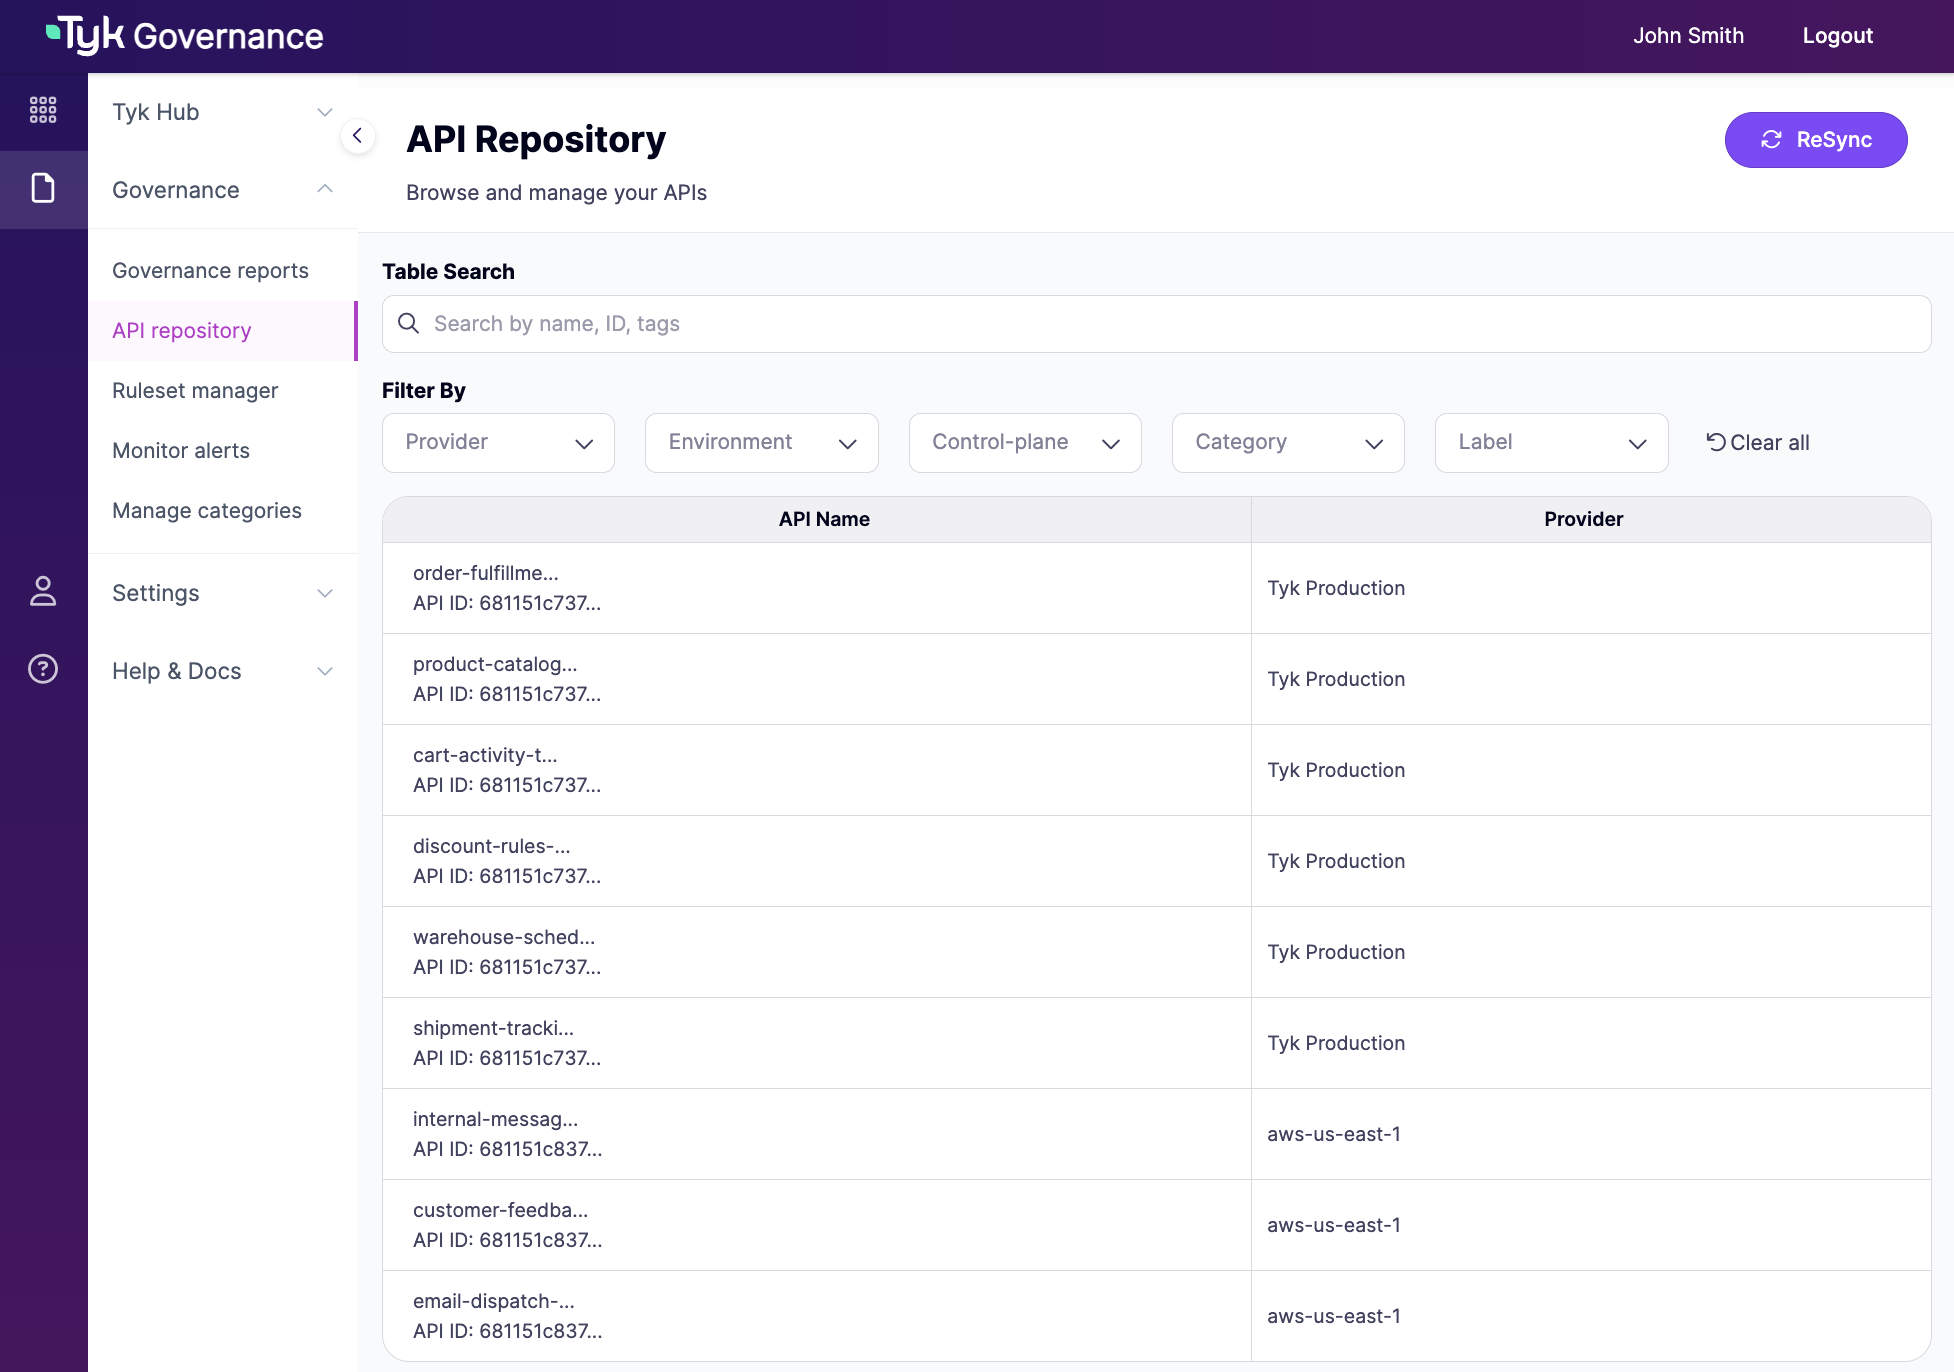 Tyk Governance
John Smith
Logout
Tyk Hub
Governance
Governance reports
API repository
Ruleset manager
Monitor alerts
Manage categories
Settings
Help & Docs
API Repository
Browse and manage your APIs
ReSync
Table Search
Search by name, ID, tags
Filter By
Provider
Environment
Control-plane
Category
Label
Clear all
API Name
Provider
order-fulfillme...
API ID: 681151c737...
Tyk Production
product-catalog...
API ID: 681151c737...
Tyk Production
cart-activity-t...
API ID: 681151c737...
Tyk Production
discount-rules-...
API ID: 681151c737...
Tyk Production
warehouse-sched...
API ID: 681151c737...
Tyk Production
shipment-tracki...
API ID: 681151c737...
Tyk Production
internal-messag...
API ID: 681151c837...
aws-us-east-1
customer-feedba...
API ID: 681151c837...
aws-us-east-1
email-dispatch-...
API ID: 681151c837...
aws-us-east-1